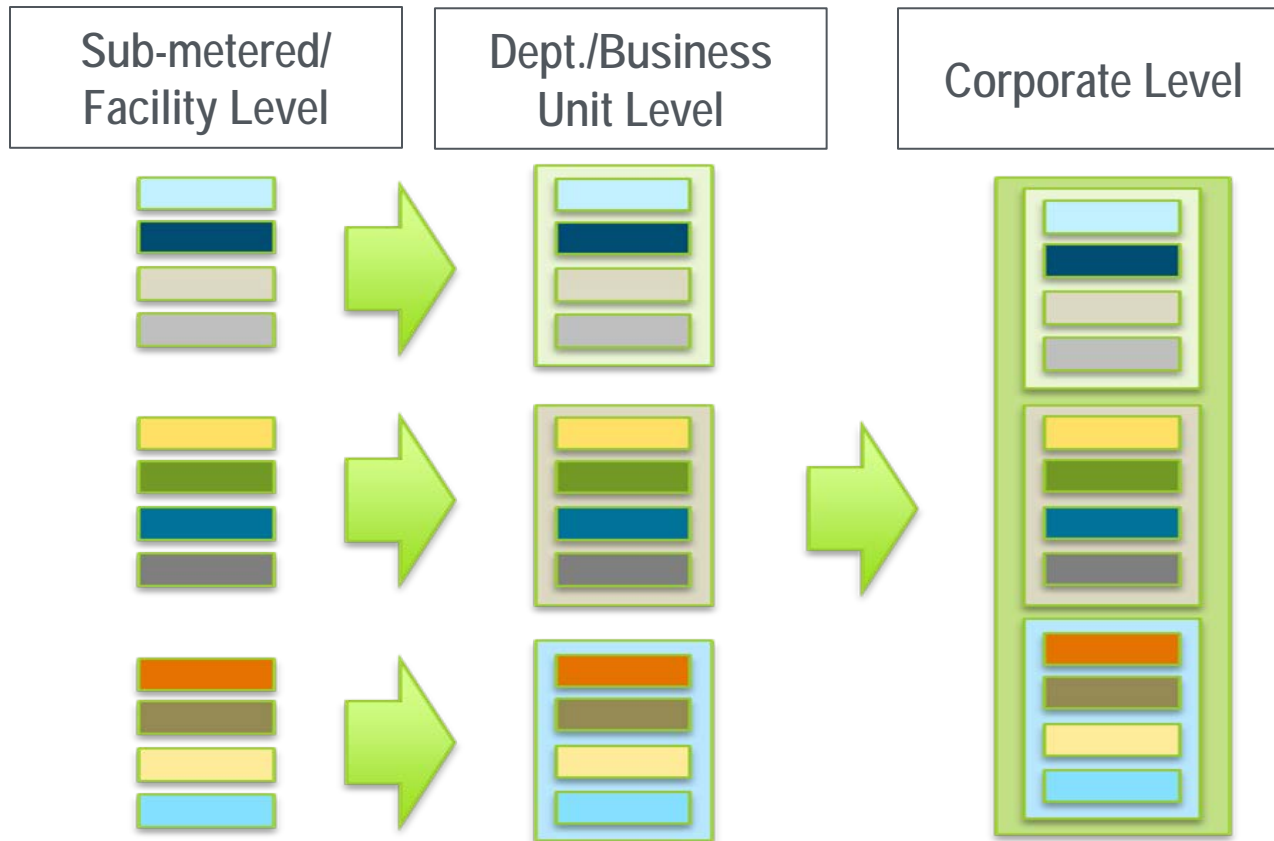 Sub-metered/
Facility Level
Dept./Business
Unit Level
Corporate Level